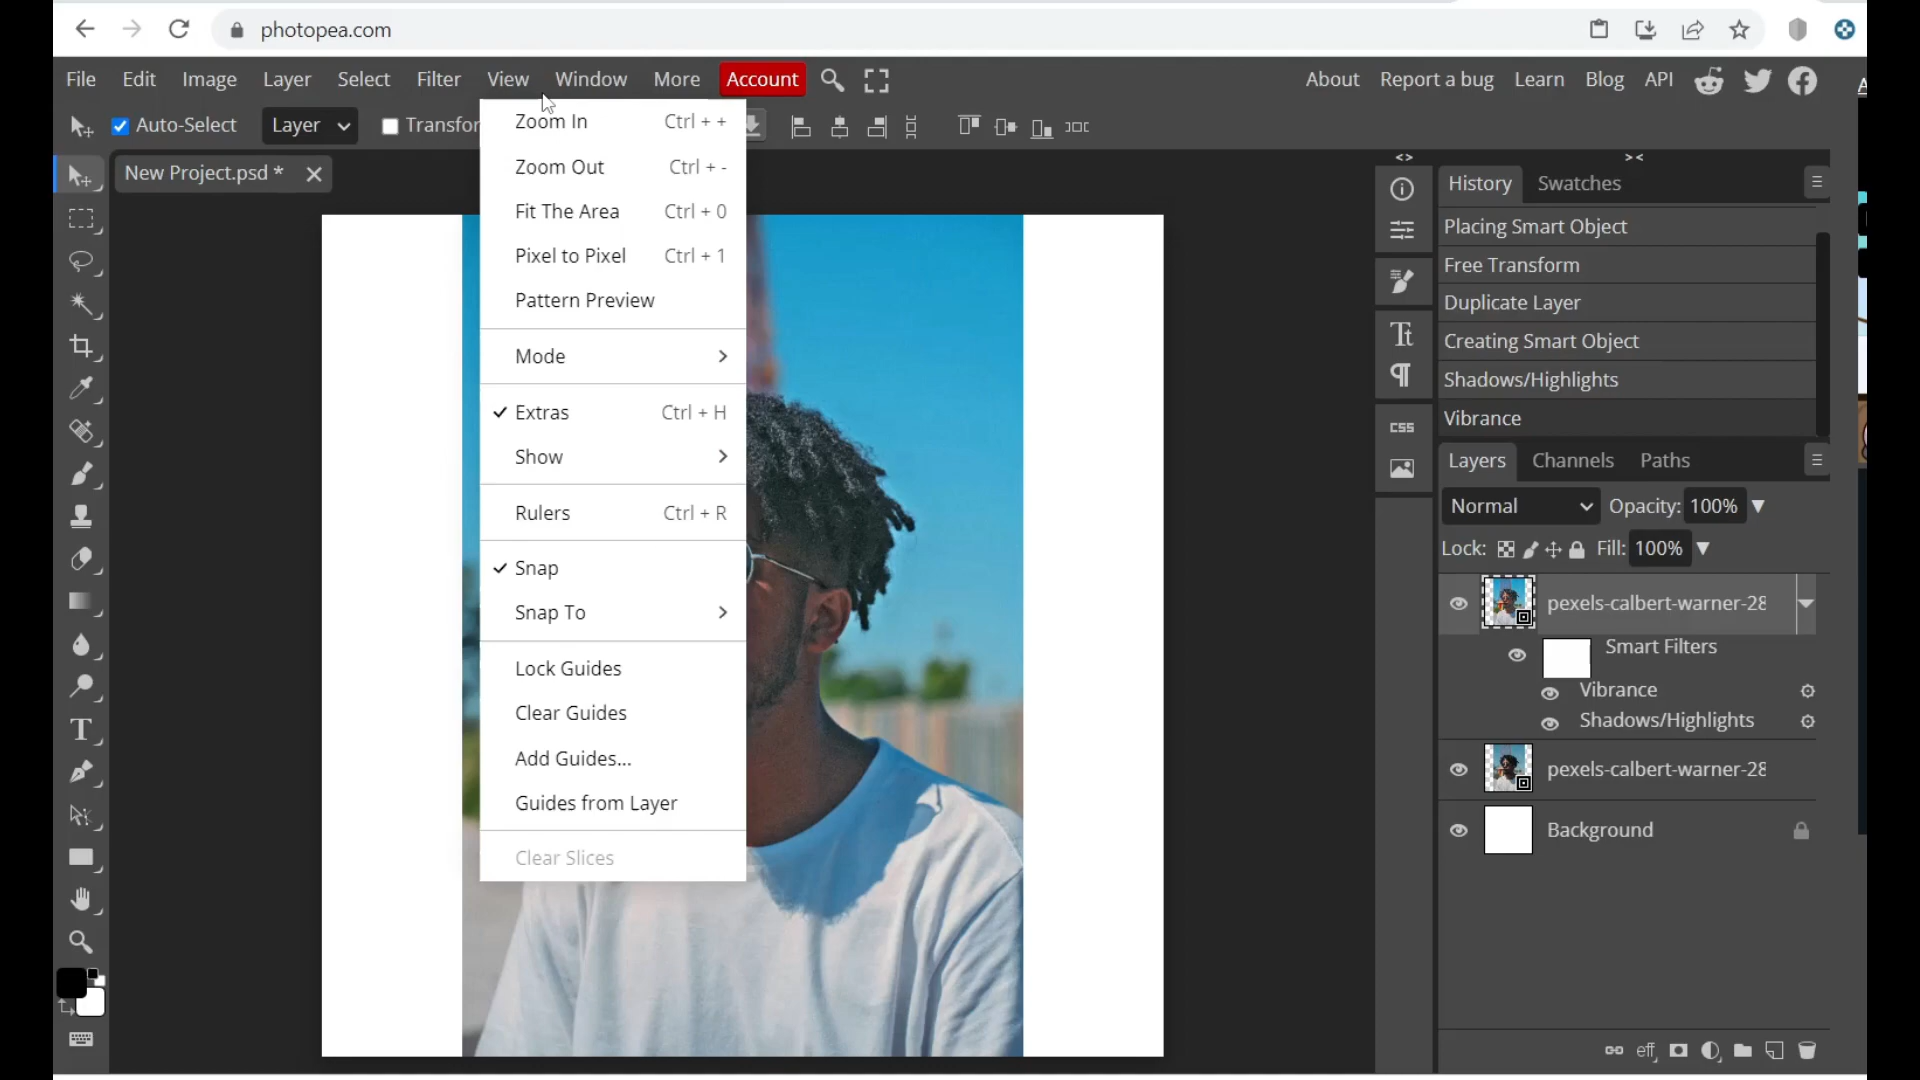 photopea.com
File Edit Image Layer Select Filter View Window More Account About Report a bug Learn Blog API
Auto-Select Layer Transfor
New Project.psd *
Zoom In Ctrl + +
Zoom Out Ctrl + -
Fit The Area Ctrl + 0
Pixel to Pixel Ctrl + 1
Pattern Preview
Mode
Extras Ctrl + H
Show
Rulers Ctrl + R
Snap
Snap To
Lock Guides
Clear Guides
Add Guides...
Guides from Layer
Clear Slices
CSS
History Swatches
Placing Smart Object
Free Transform
Duplicate Layer
Creating Smart Object
Shadows/Highlights
Vibrance
Layers Channels Paths
Normal Opacity: 100%
Lock: Fill: 100%
pexels-calbert-warner-28
Smart Filters
Vibrance
Shadows/Highlights
pexels-calbert-warner-28
Background
eff